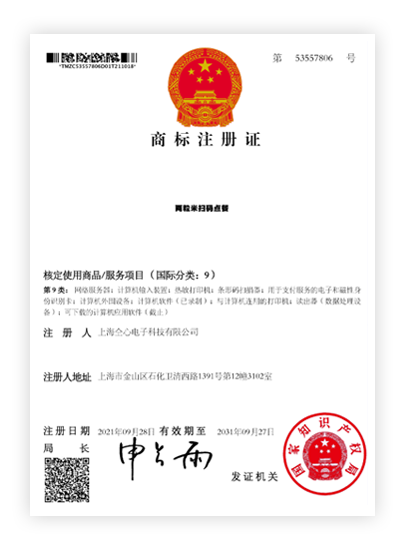 *TMZC53557806D01T211018*
第 53557806 号
商标注册证
阿粒米扫码点餐
核定使用商品/服务项目（国际分类：9）
第9类：网络服务器；计算机输入装置；热敏打印机；条形码扫描器；用于支付服务的电子和磁性身
份识别卡；计算机外围设备；计算机软件（已录制）；与计算机连用的打印机；读出器（数据处理设
备）；可下载的计算机应用软件（截止）
注册人 上海仝心电子科技有限公司
注册人地址 上海市金山区石化卫清西路1391号第12幢3102室
注册日期 2021年09月28日 有效期至 2031年09月27日
局长 申长雨
发证机关
国家知识产权局